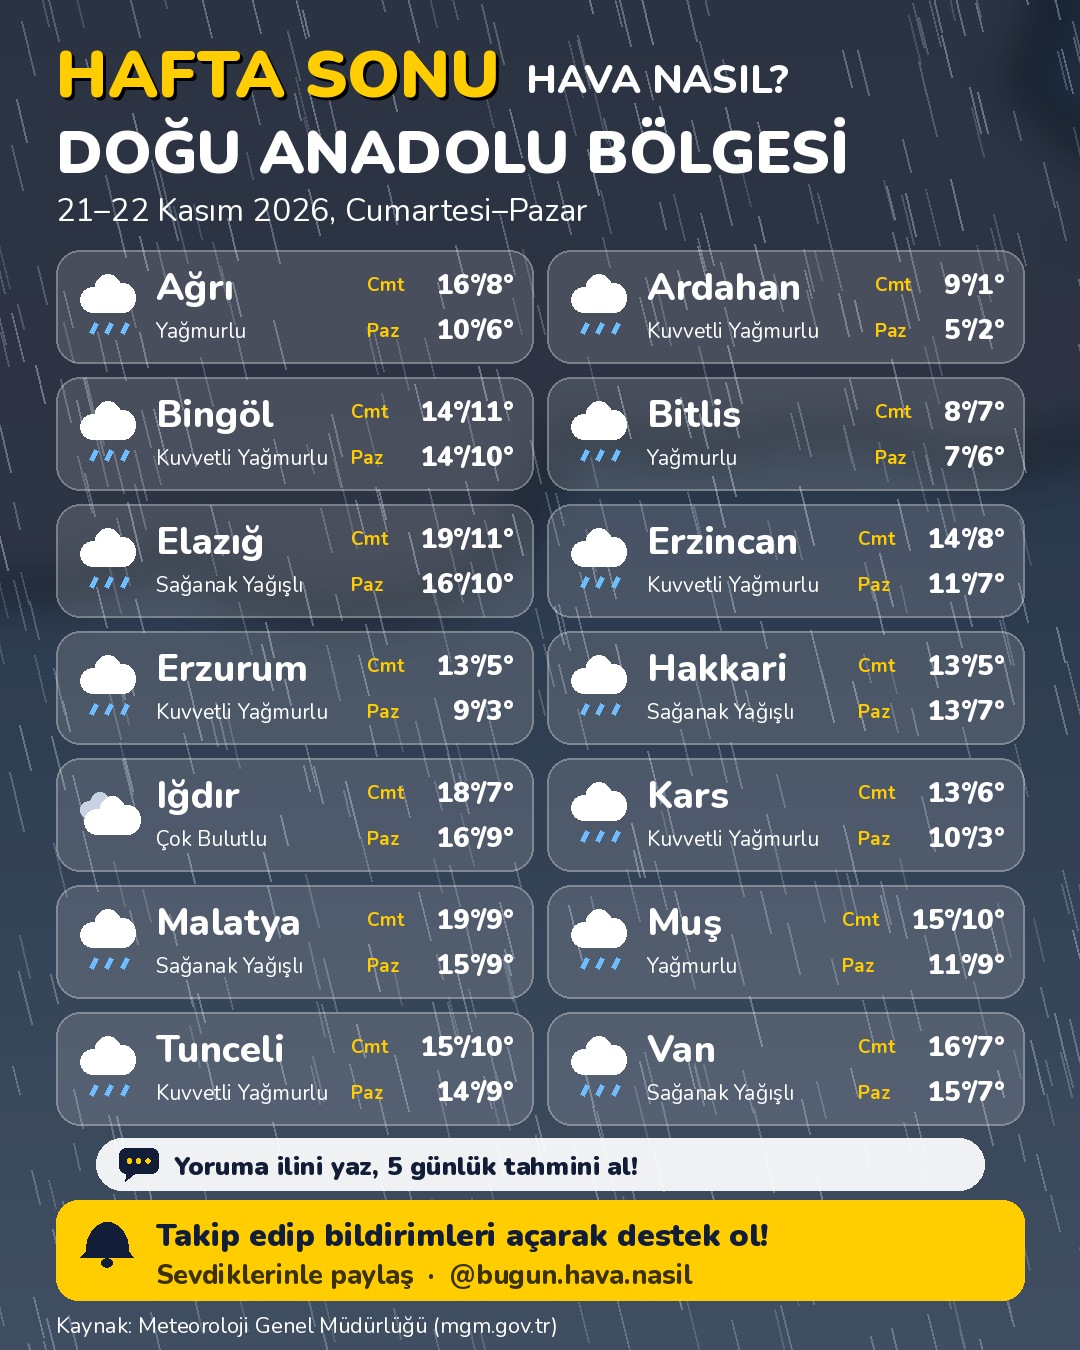 HAFTA SONU HAVA NASIL?
DOĞU ANADOLU BÖLGESİ
21–22 Kasım 2026, Cumartesi–Pazar
Ağrı Cmt 16°/8°
Yağmurlu Paz 10°/6°
Ardahan Cmt 9°/1°
Kuvvetli Yağmurlu Paz 5°/2°
Bingöl Cmt 14°/11°
Kuvvetli Yağmurlu Paz 14°/10°
Bitlis Cmt 8°/7°
Yağmurlu Paz 7°/6°
Elazığ Cmt 19°/11°
Sağanak Yağışlı Paz 16°/10°
Erzincan Cmt 14°/8°
Kuvvetli Yağmurlu Paz 11°/7°
Erzurum Cmt 13°/5°
Kuvvetli Yağmurlu Paz 9°/3°
Hakkari Cmt 13°/5°
Sağanak Yağışlı Paz 13°/7°
Iğdır Cmt 18°/7°
Çok Bulutlu Paz 16°/9°
Kars Cmt 13°/6°
Kuvvetli Yağmurlu Paz 10°/3°
Malatya Cmt 19°/9°
Sağanak Yağışlı Paz 15°/9°
Muş Cmt 15°/10°
Yağmurlu Paz 11°/9°
Tunceli Cmt 15°/10°
Kuvvetli Yağmurlu Paz 14°/9°
Van Cmt 16°/7°
Sağanak Yağışlı Paz 15°/7°
Yoruma ilini yaz, 5 günlük tahmini al!
Takip edip bildirimleri açarak destek ol!
Sevdiklerinle paylaş · @bugun.hava.nasil
Kaynak: Meteoroloji Genel Müdürlüğü (mgm.gov.tr)